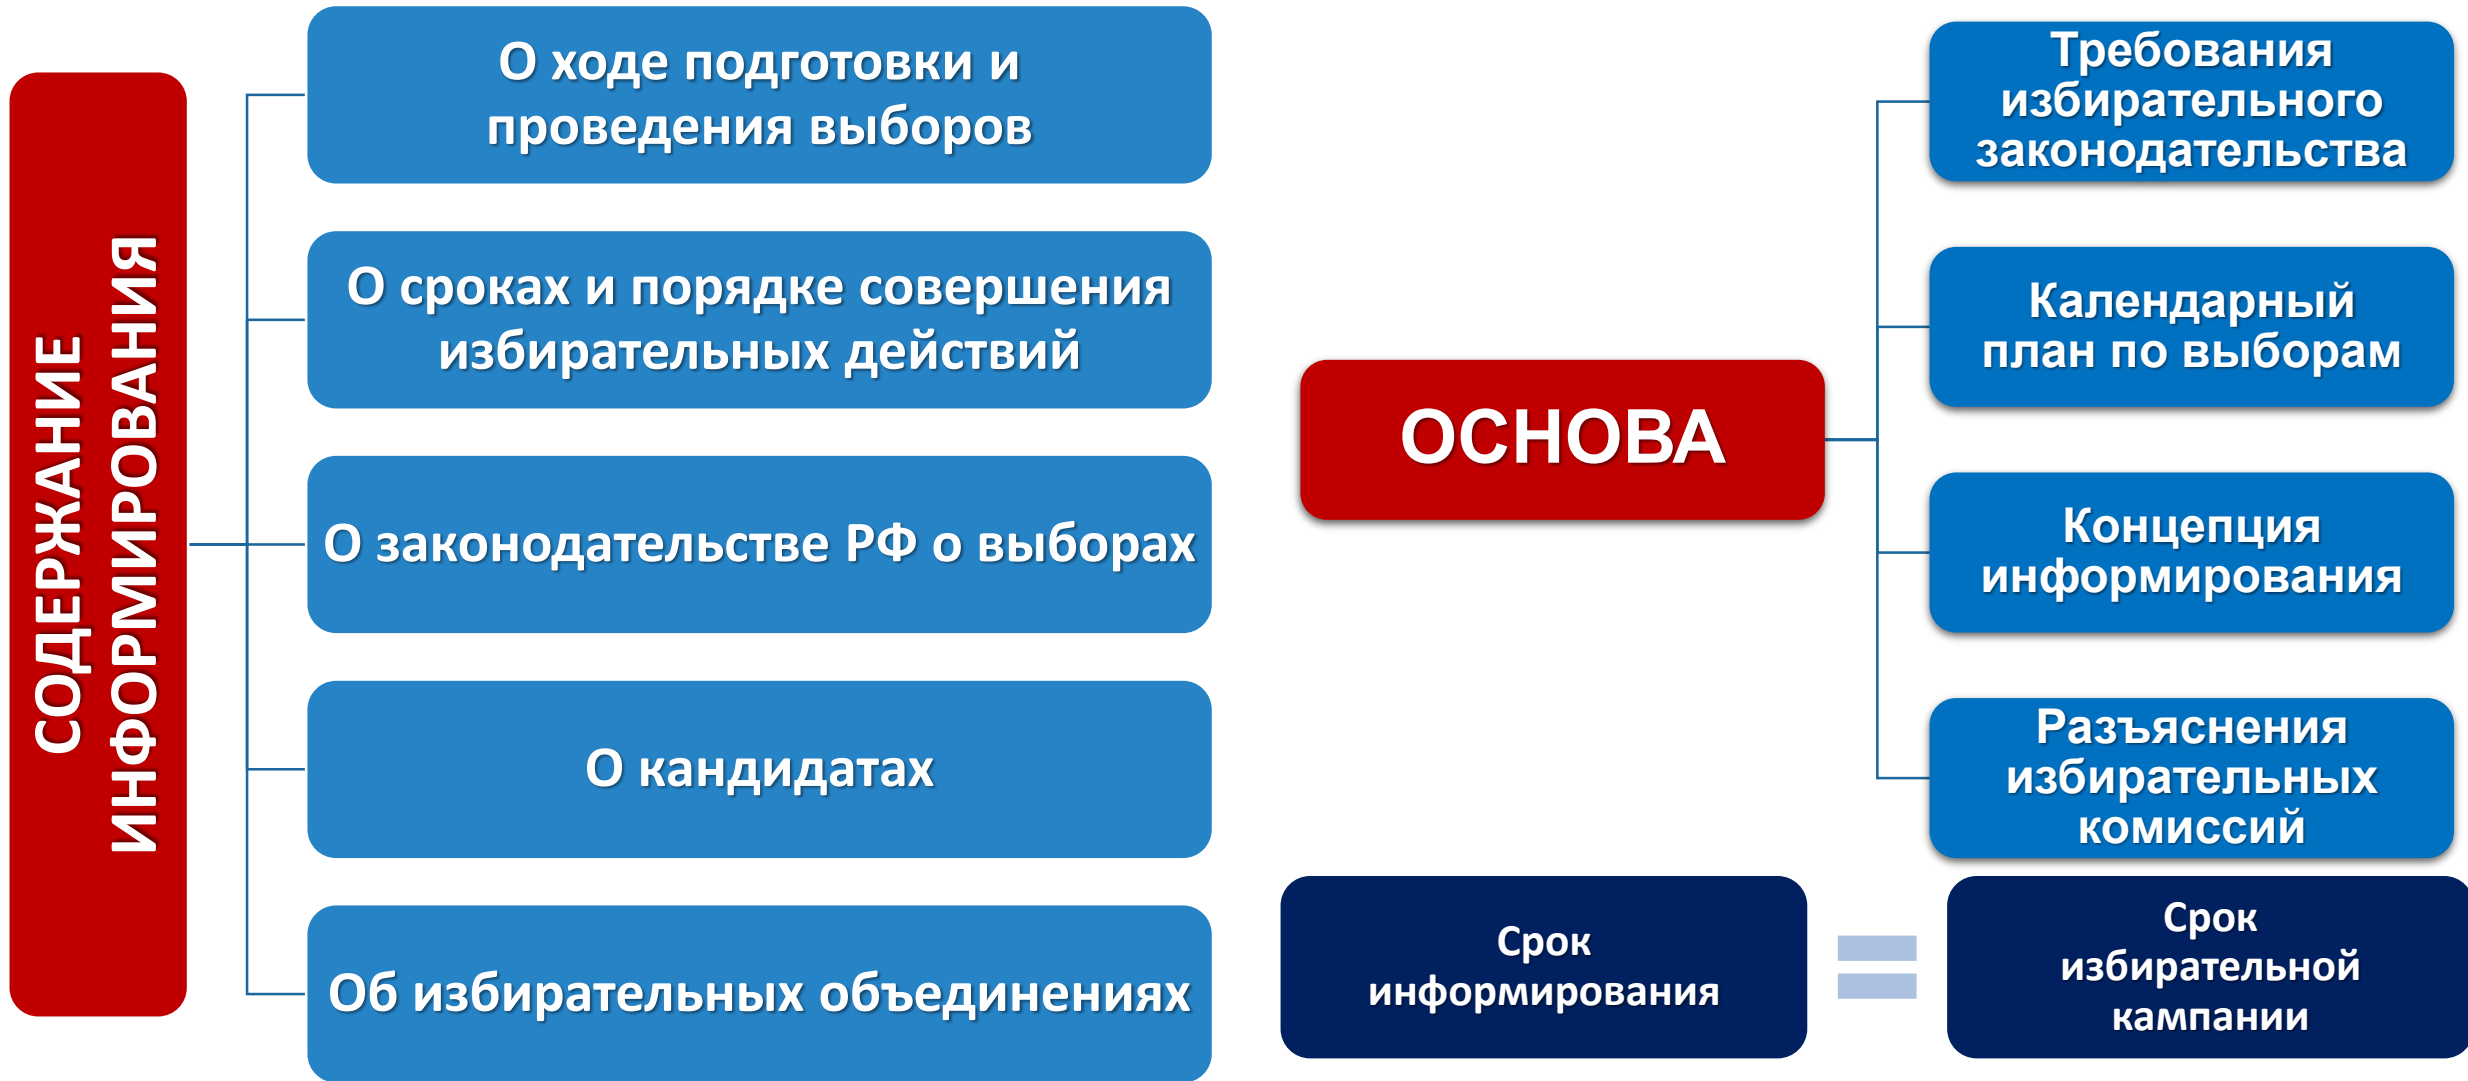 СОДЕРЖАНИЕ
ИНФОРМИРОВАНИЯ
О ходе подготовки и
проведения выборов
О сроках и порядке совершения
избирательных действий
О законодательстве РФ о выборах
О кандидатах
Об избирательных объединениях
ОСНОВА
Требования
избирательного
законодательства
Календарный
план по выборам
Концепция
информирования
Разъяснения
избирательных
комиссий
Срок
информирования
=
Срок
избирательной
кампании